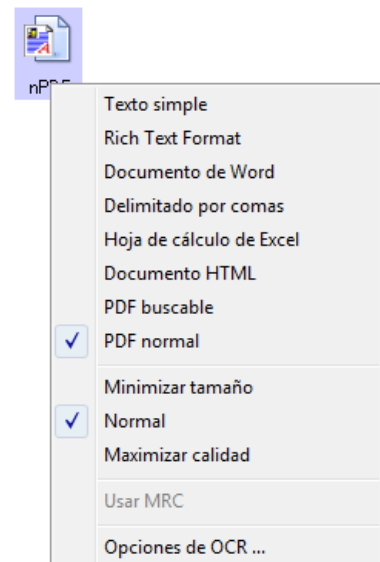 nPDF
Texto simple
Rich Text Format
Documento de Word
Delimitado por comas
Hoja de cálculo de Excel
Documento HTML
PDF buscable
PDF normal
Minimizar tamaño
Normal
Maximizar calidad
Usar MRC
Opciones de OCR ...